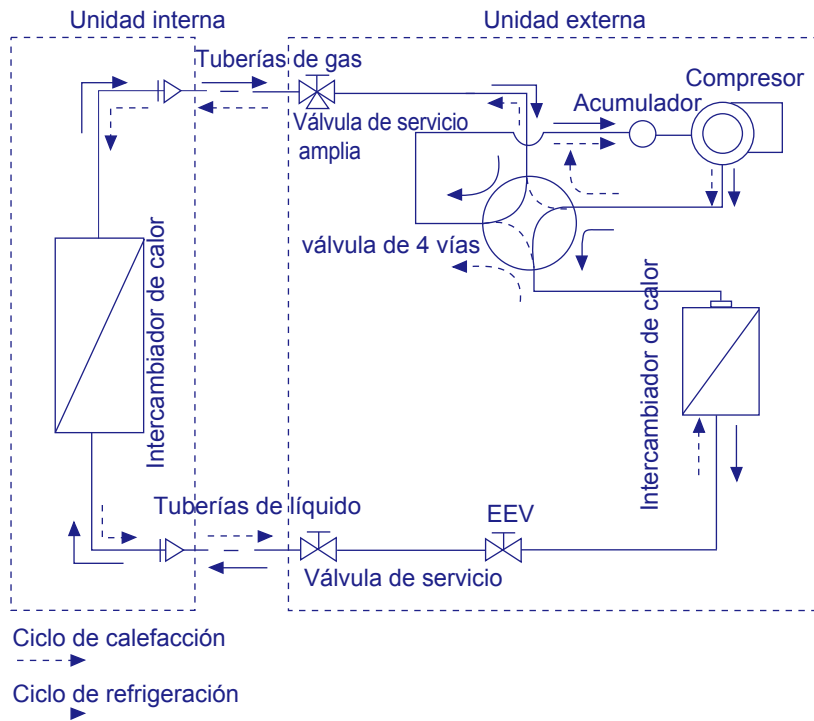 Unidad interna
Unidad externa
Tuberías de gas
Compresor
Acumulador
Válvula de servicio
amplia
válvula de 4 vías
Intercambiador de calor
Intercambiador de calor
Tuberías de líquido
EEV
Válvula de servicio
Ciclo de calefacción
Ciclo de refrigeración